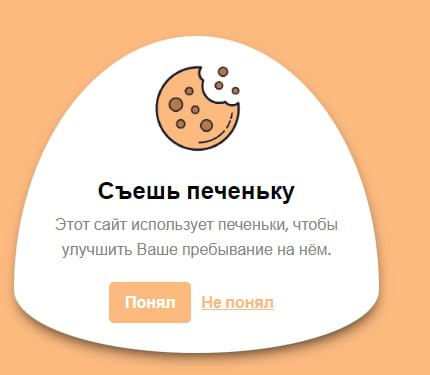 Съешь печеньку
Этот сайт использует печеньки, чтобы
улучшить Ваше пребывание на нём.
Понял Не понял